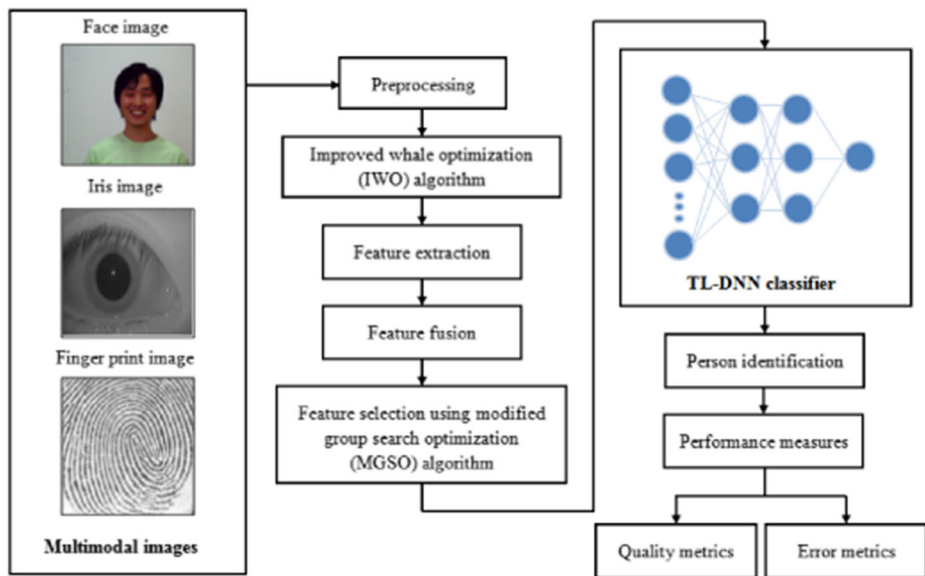 Face image
Iris image
Finger print image
Multimodal images
Preprocessing
Improved whale optimization
(IWO) algorithm
Feature extraction
Feature fusion
Feature selection using modified
group search optimization
(MGSO) algorithm
TL-DNN classifier
Person identification
Performance measures
Quality metrics
Error metrics